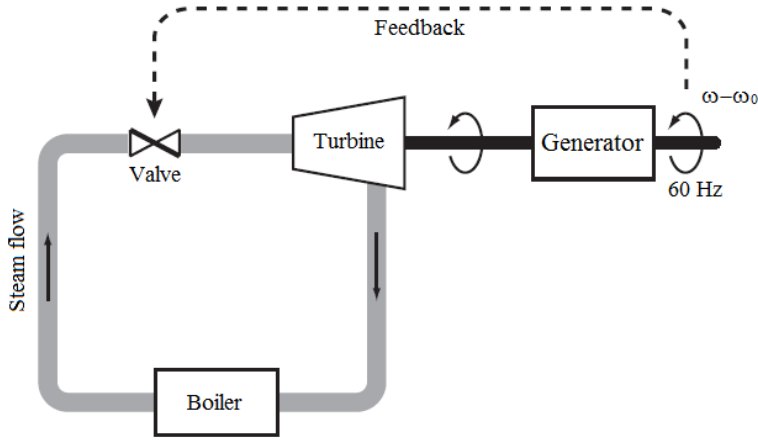 Feedback
ω−ω₀
Turbine
Generator
Valve
60 Hz
Steam flow
Boiler